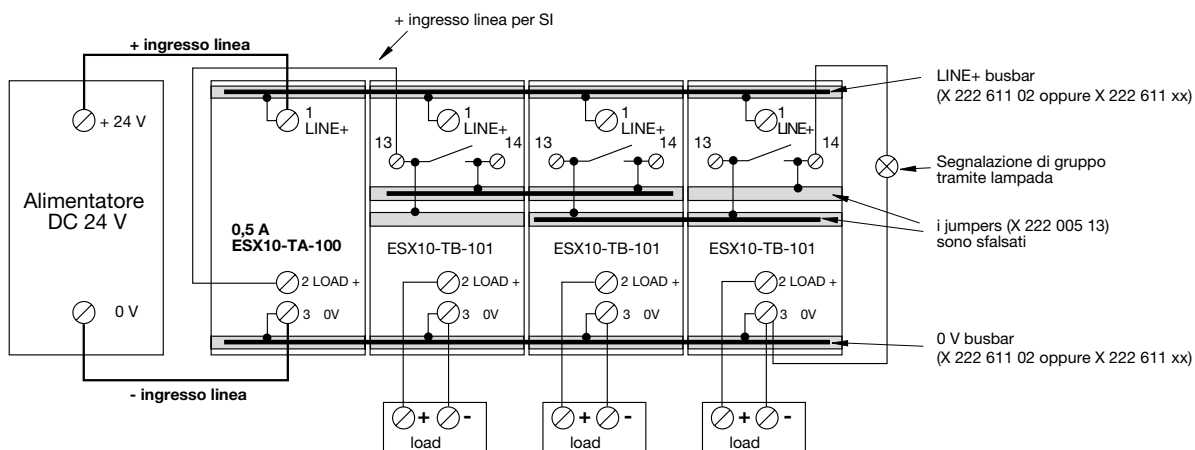 + ingresso linea per SI
+ ingresso linea
LINE+ busbar
(X 222 611 02 oppure X 222 611 xx)
+ 24 V
1
LINE+
1
LINE+
1
LINE+
1
LINE+
13
14
13
14
13
14
Segnalazione di gruppo
tramite lampada
Alimentatore
DC 24 V
i jumpers (X 222 005 13)
sono sfalsati
0,5 A
ESX10-TA-100
ESX10-TB-101
ESX10-TB-101
ESX10-TB-101
2 LOAD +
2 LOAD +
2 LOAD +
2 LOAD +
0 V
3 0V
3 0V
3 0V
3 0V
0 V busbar
(X 222 611 02 oppure X 222 611 xx)
- ingresso linea
+ -
+ -
+ -
load
load
load